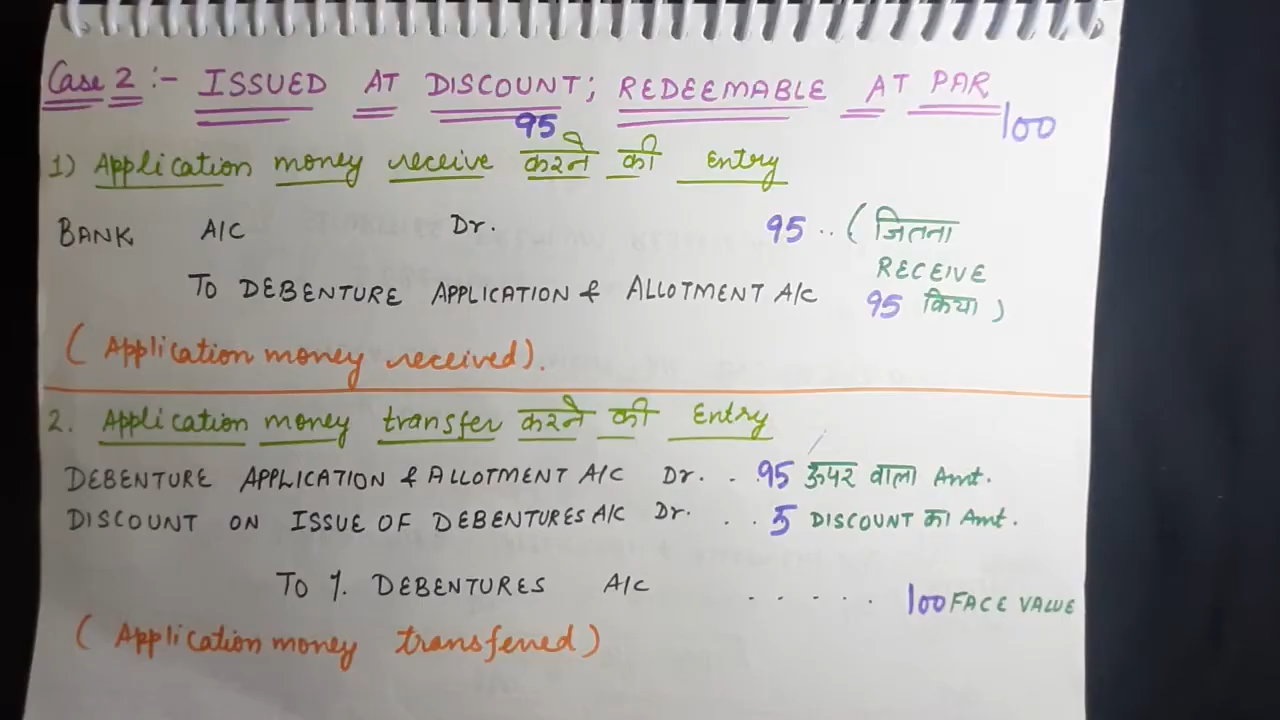 Case 2 :- ISSUED AT DISCOUNT; REDEEMABLE AT PAR
95 100
1) Application money receive करने की Entry
BANK A/C Dr. 95 .. ( जितना
RECEIVE
TO DEBENTURE APPLICATION & ALLOTMENT A/C 95 किया )
( Application money received).
2. Application money transfer करने की Entry
DEBENTURE APPLICATION & ALLOTMENT A/C Dr. . . 95 ऊपर वाला Amt.
DISCOUNT ON ISSUE OF DEBENTURES A/C Dr. . . 5 DISCOUNT का Amt.
TO % DEBENTURES A/C . . . . . 100 FACE VALUE
( Application money transferred)